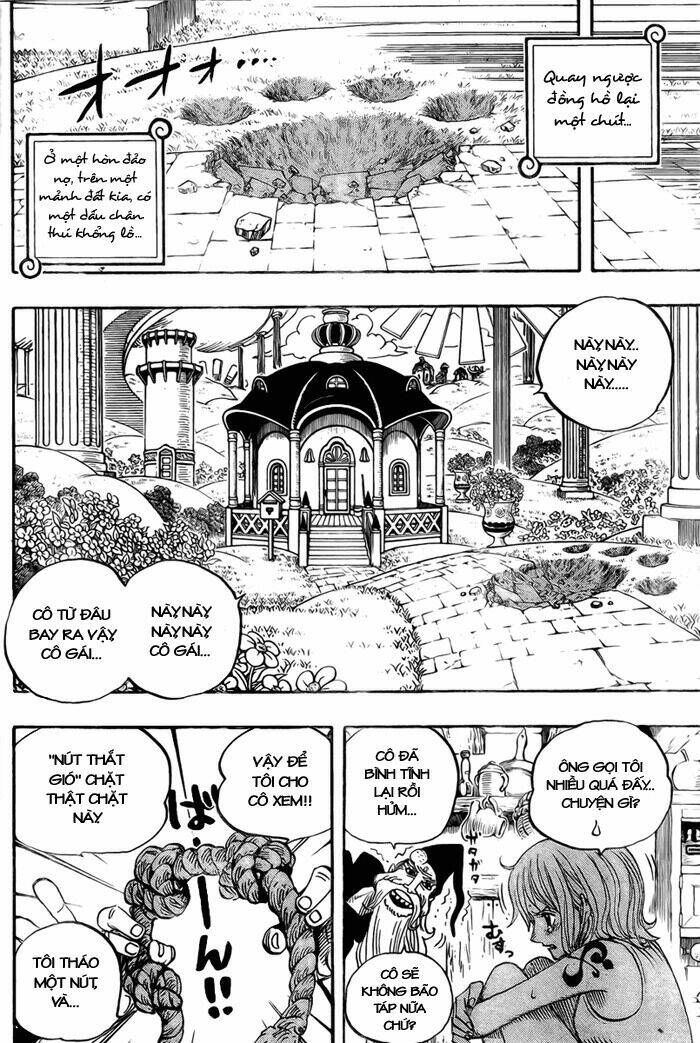 Quay ngược
đồng hồ lại
một chút...
オオオ....
Ở một hòn đảo
nọ, trên một
mảnh đất kia, có
một dấu chân
thú khổng lồ...
NÀY,NÀY..
NÀY,NÀY
NÀY.....
NÀY,NÀY,
NÀY,NÀY
CÔ GÁI...
CÔ TỪ ĐÂU
BAY RA VẬY,
CÔ GÁI...
ÔNG GỌI TÔI
NHIỀU QUÁ ĐẤY..
CHUYỆN GÌ?
CÔ ĐÃ
BÌNH TĨNH
LẠI RỒI
HỬM...
CÔ SẼ
KHÔNG BÃO
TÁP NỮA
CHỨ?
VẬY ĐỂ
TÔI CHO
CÔ XEM!!
"NÚT THẮT
GIÓ" CHẶT
THẬT CHẶT
NÀY
ば—ん!!
TÔI THÁO
MỘT NÚT,
VÀ...